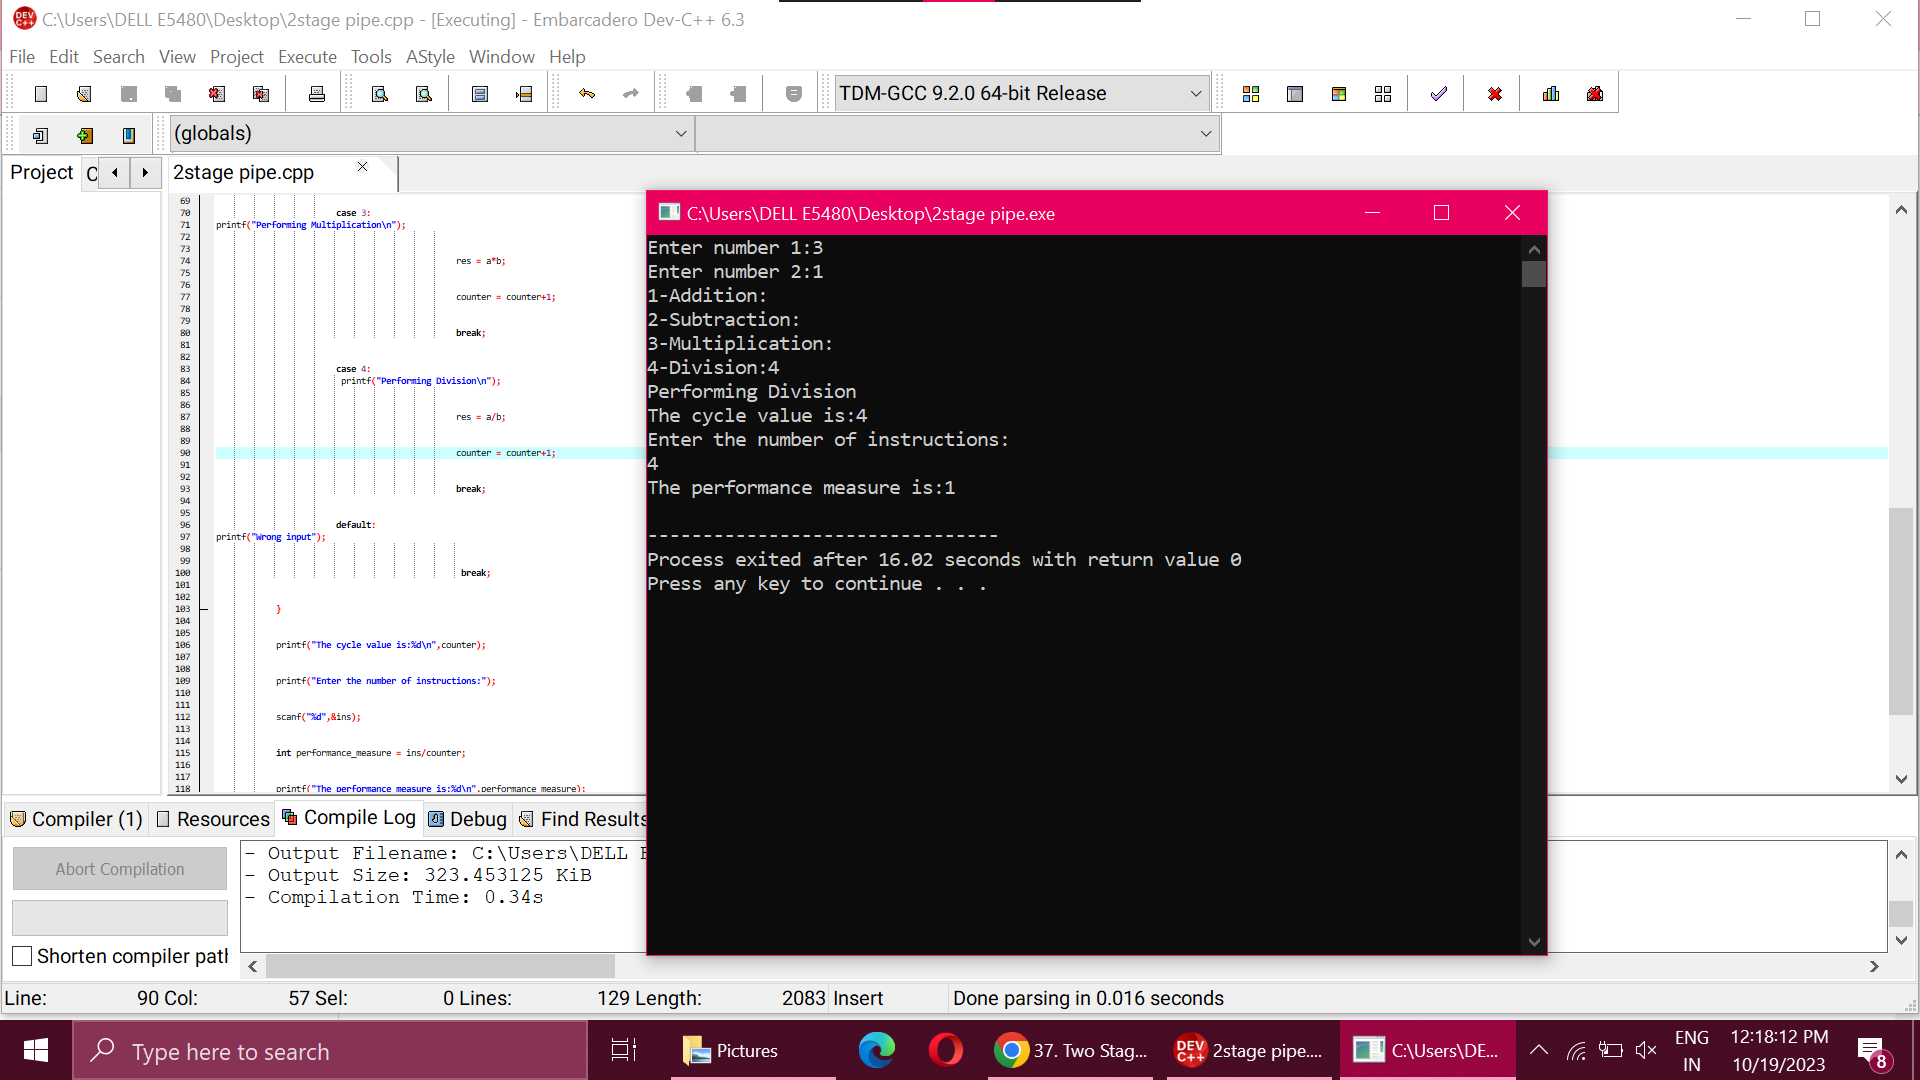 C:\Users\DELL E5480\Desktop\2stage pipe.cpp - [Executing] - Embarcadero Dev-C++ 6.3
File Edit Search View Project Execute Tools AStyle Window Help
TDM-GCC 9.2.0 64-bit Release
(globals)
Project C
2stage pipe.cpp
69
70 case 3:
71 printf("Performing Multiplication\n");
72
73
74 res = a*b;
75
76
77 counter = counter+1;
78
79
80 break;
81
82
83 case 4:
84 printf("Performing Division\n");
85
86
87 res = a/b;
88
89
90 counter = counter+1;
91
92
93 break;
94
95
96 default:
97 printf("Wrong input");
98
99
100 break;
101
102
103 }
104
105
106 printf("The cycle value is:%d\n",counter);
107
108
109 printf("Enter the number of instructions:");
110
111
112 scanf("%d",&ins);
113
114
115 int performance_measure = ins/counter;
116
117
118 printf("The performance measure is:%d\n",performance_measure);
C:\Users\DELL E5480\Desktop\2stage pipe.exe
Enter number 1:3
Enter number 2:1
1-Addition:
2-Subtraction:
3-Multiplication:
4-Division:4
Performing Division
The cycle value is:4
Enter the number of instructions:
4
The performance measure is:1
--------------------------------
Process exited after 16.02 seconds with return value 0
Press any key to continue . . .
Compiler (1) Resources Compile Log Debug Find Results
Abort Compilation
Shorten compiler path
- Output Filename: C:\Users\DELL E
- Output Size: 323.453125 KiB
- Compilation Time: 0.34s
Line: 90 Col: 57 Sel: 0 Lines: 129 Length: 2083 Insert Done parsing in 0.016 seconds
Type here to search
Pictures
37. Two Stag...
DEV C++
2stage pipe....
C:\Users\DE...
ENG
IN
12:18:12 PM
10/19/2023
8